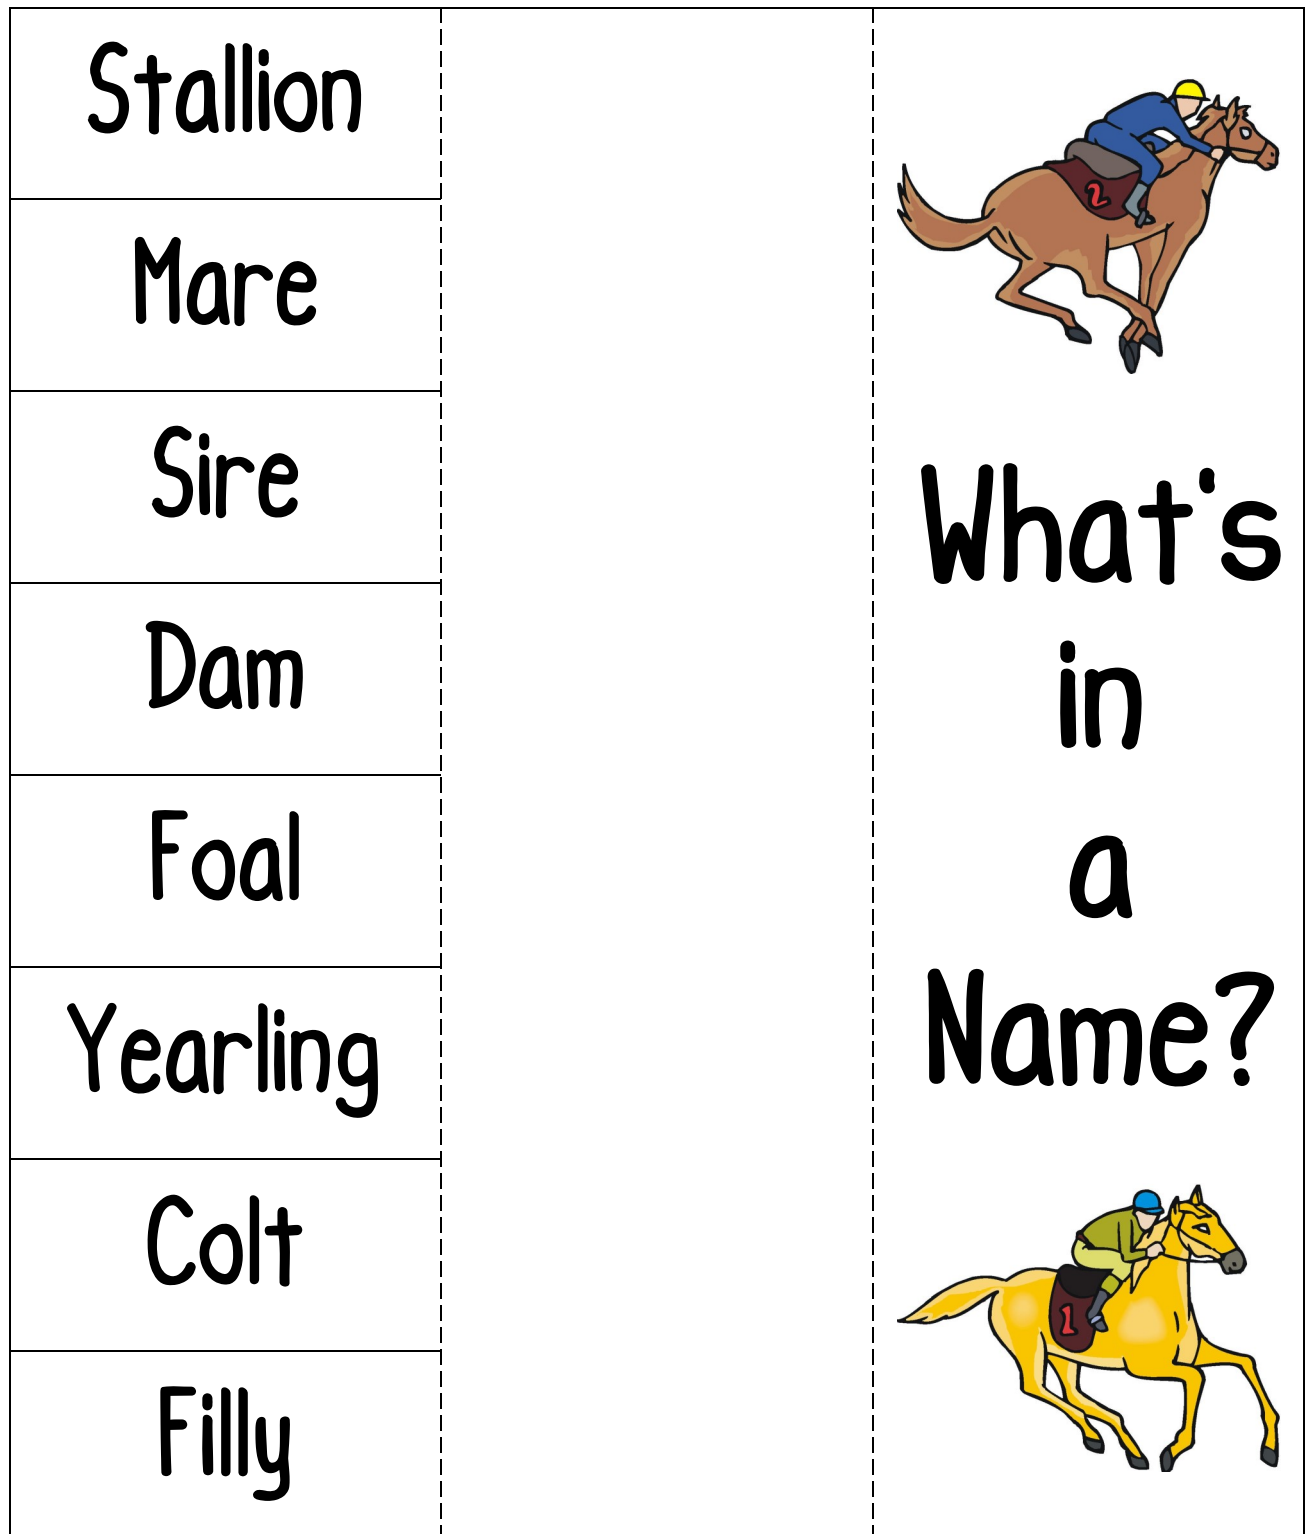 Stallion
Mare
Sire
Dam
Foal
Yearling
Colt
Filly
2
What's
in
a
Name?
1